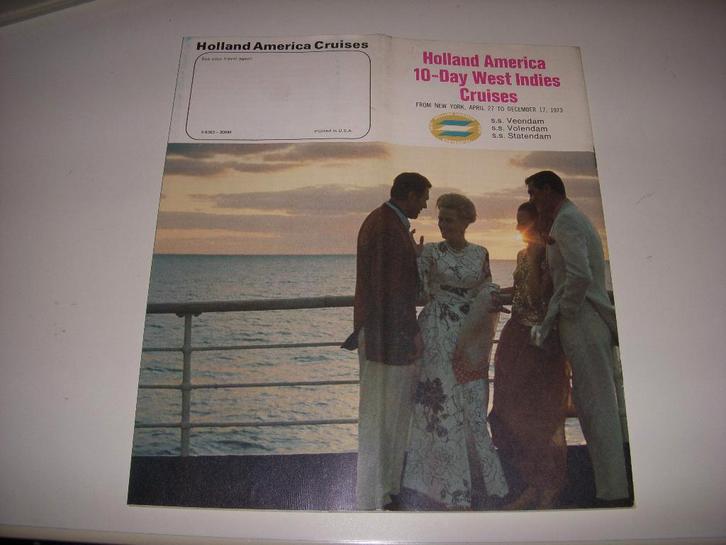 Holland America Cruises
See your travel agent:
Printed in U.S.A.
Holland America
10-Day West Indies
Cruises
FROM NEW YORK, APRIL 27 TO DECEMBER 17, 1973
s.s. Veendam
s.s. Volendam
s.s. Statendam